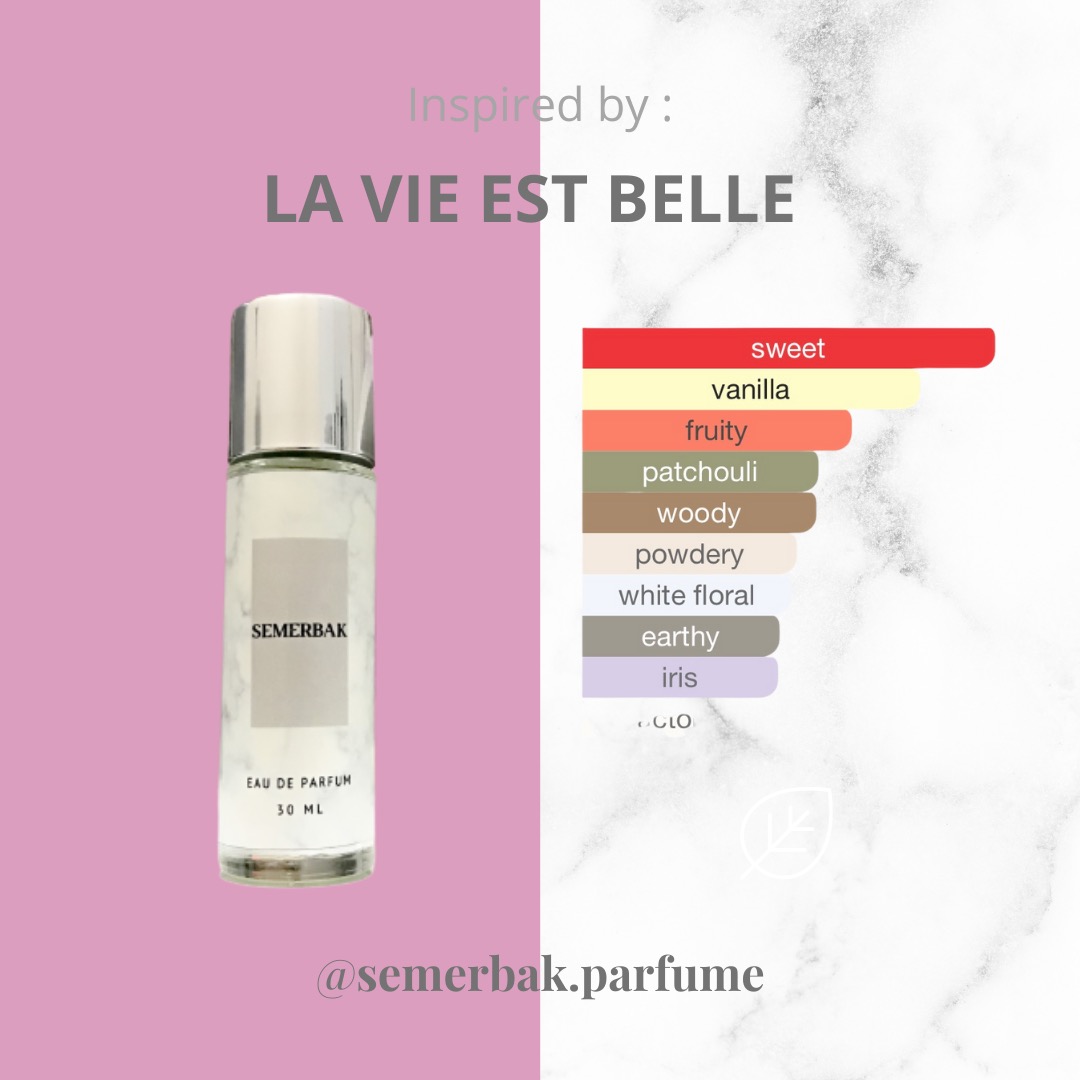 Inspired by :
LA VIE EST BELLE
SEMERBAK
EAU DE PARFUM
30 ML
sweet
vanilla
fruity
patchouli
woody
powdery
white floral
earthy
iris
@semerbak.parfume